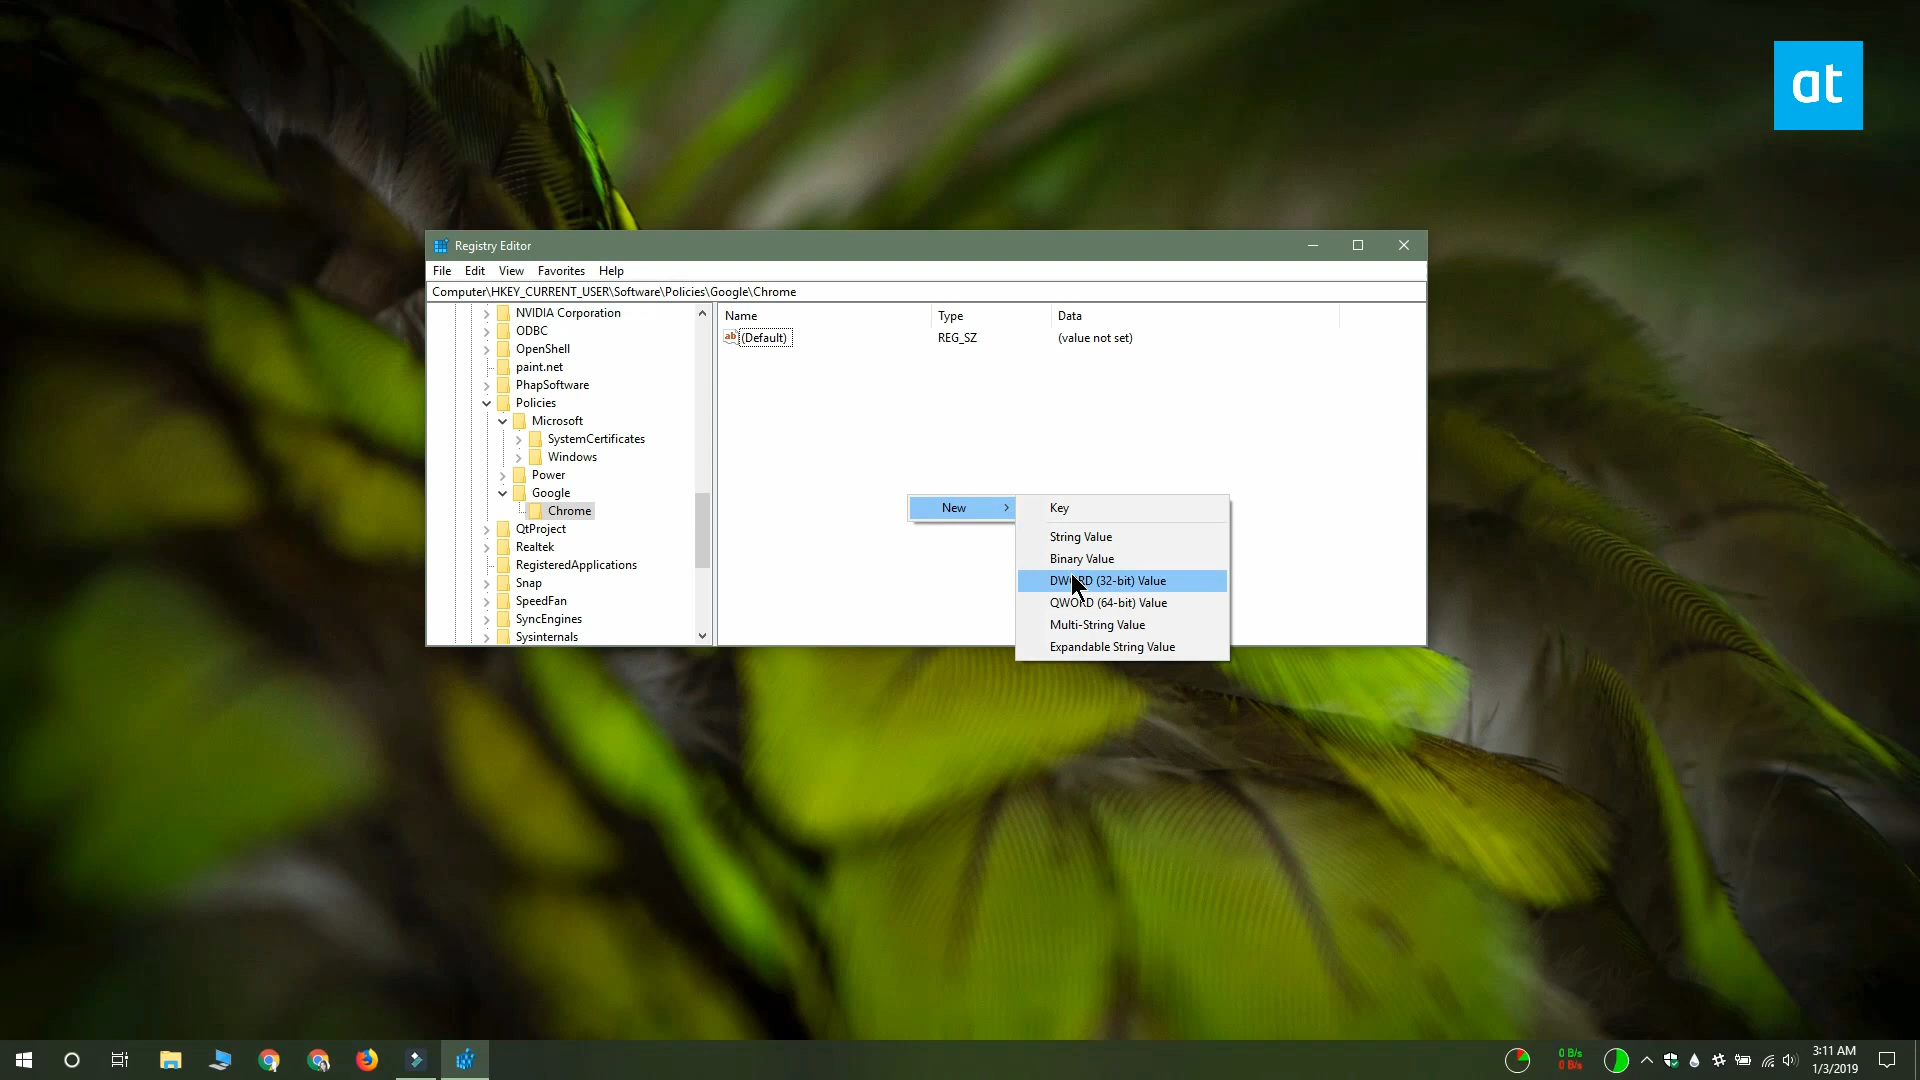 at
Registry Editor
File Edit View Favorites Help
Computer\HKEY_CURRENT_USER\Software\Policies\Google\Chrome
NVIDIA Corporation
ODBC
OpenShell
paint.net
PhapSoftware
Policies
Microsoft
SystemCertificates
Windows
Power
Google
Chrome
QtProject
Realtek
RegisteredApplications
Snap
SpeedFan
SyncEngines
Sysinternals
Name Type Data
ab (Default) REG_SZ (value not set)
New
Key
String Value
Binary Value
DWORD (32-bit) Value
QWORD (64-bit) Value
Multi-String Value
Expandable String Value
0 B/s
0 B/s
3:11 AM
1/3/2019